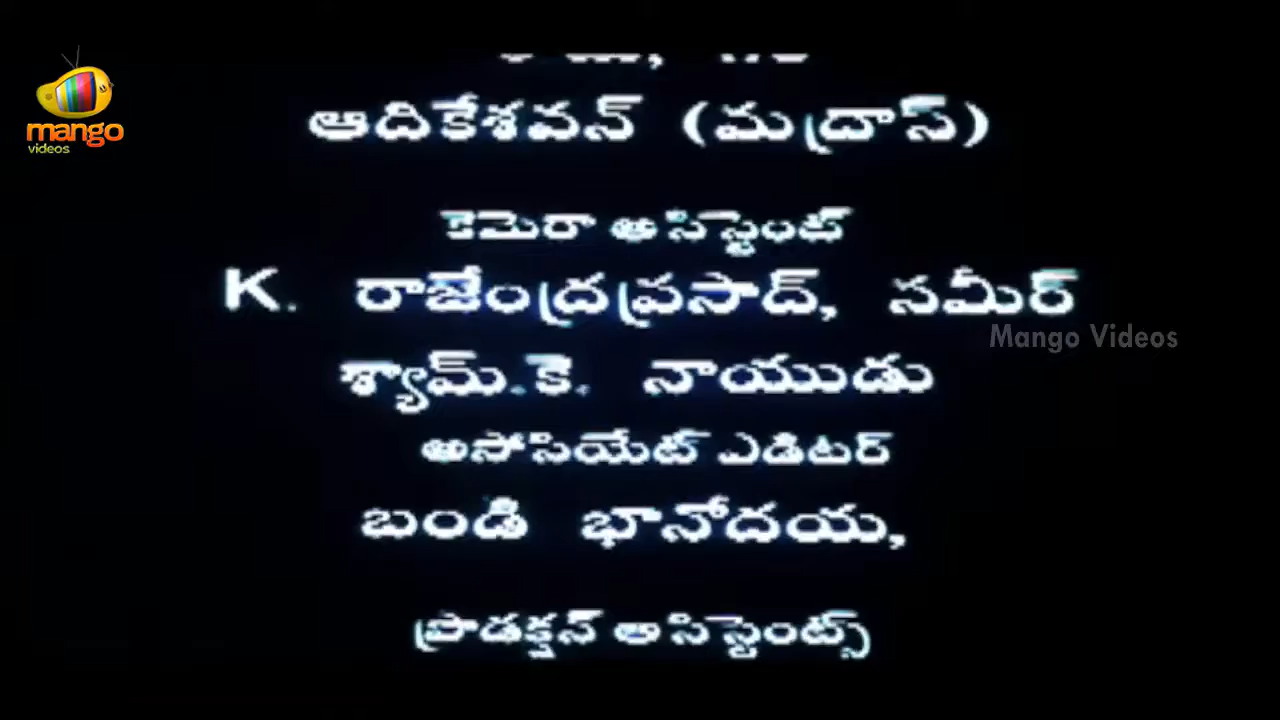 ఆదికేశవన్ (మద్రాస్)
mango
videos
కెమెరా అసిస్టెంట్
K. రాజేంద్రప్రసాద్, సమీర్
Mango Videos
శ్యామ్.కె. నాయుడు
అసోసియేట్ ఎడిటర్
బండి భానోదయ,
ప్రొడక్షన్ అసిస్టెంట్స్